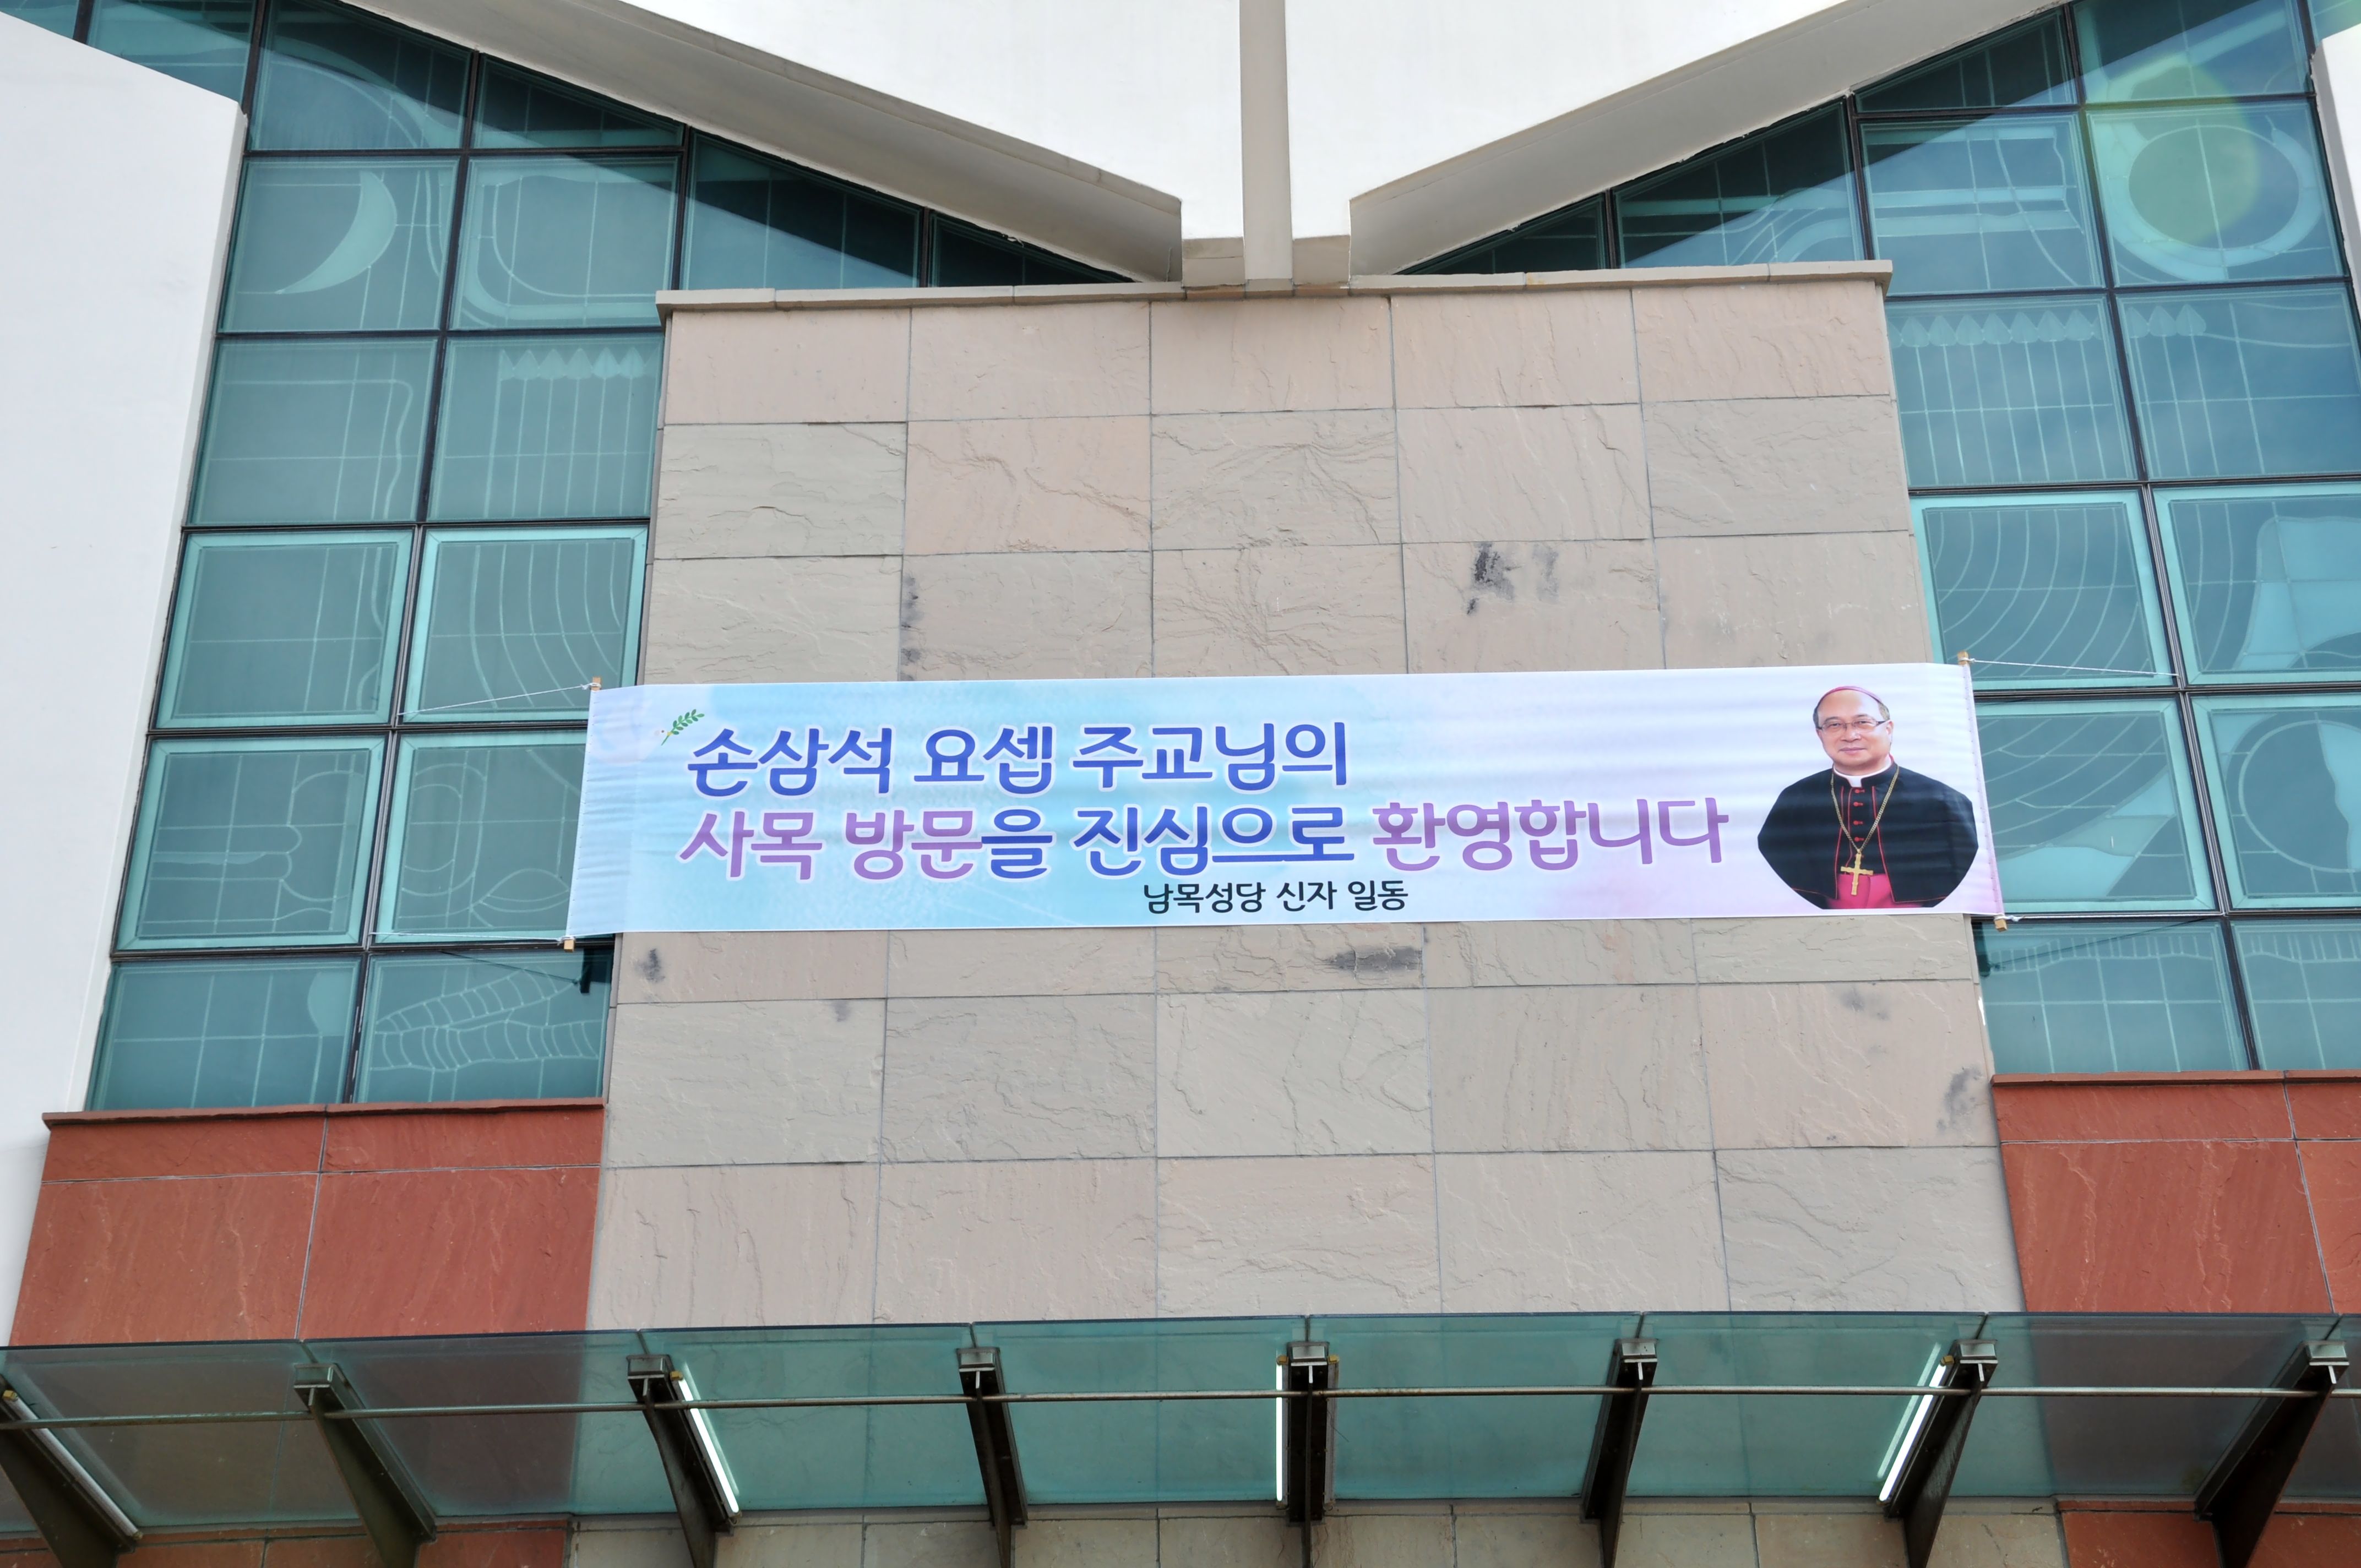 손삼석 요셉 주교님의
사목 방문을 진심으로 환영합니다
남목성당 신자 일동